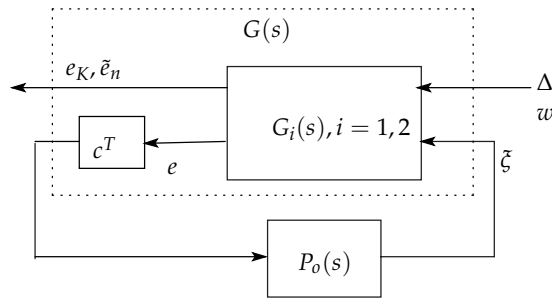 G(s)
e_K, ẽ_n
Δ
w
G_i(s), i = 1, 2
c^T
e
ξ̃
P_o(s)